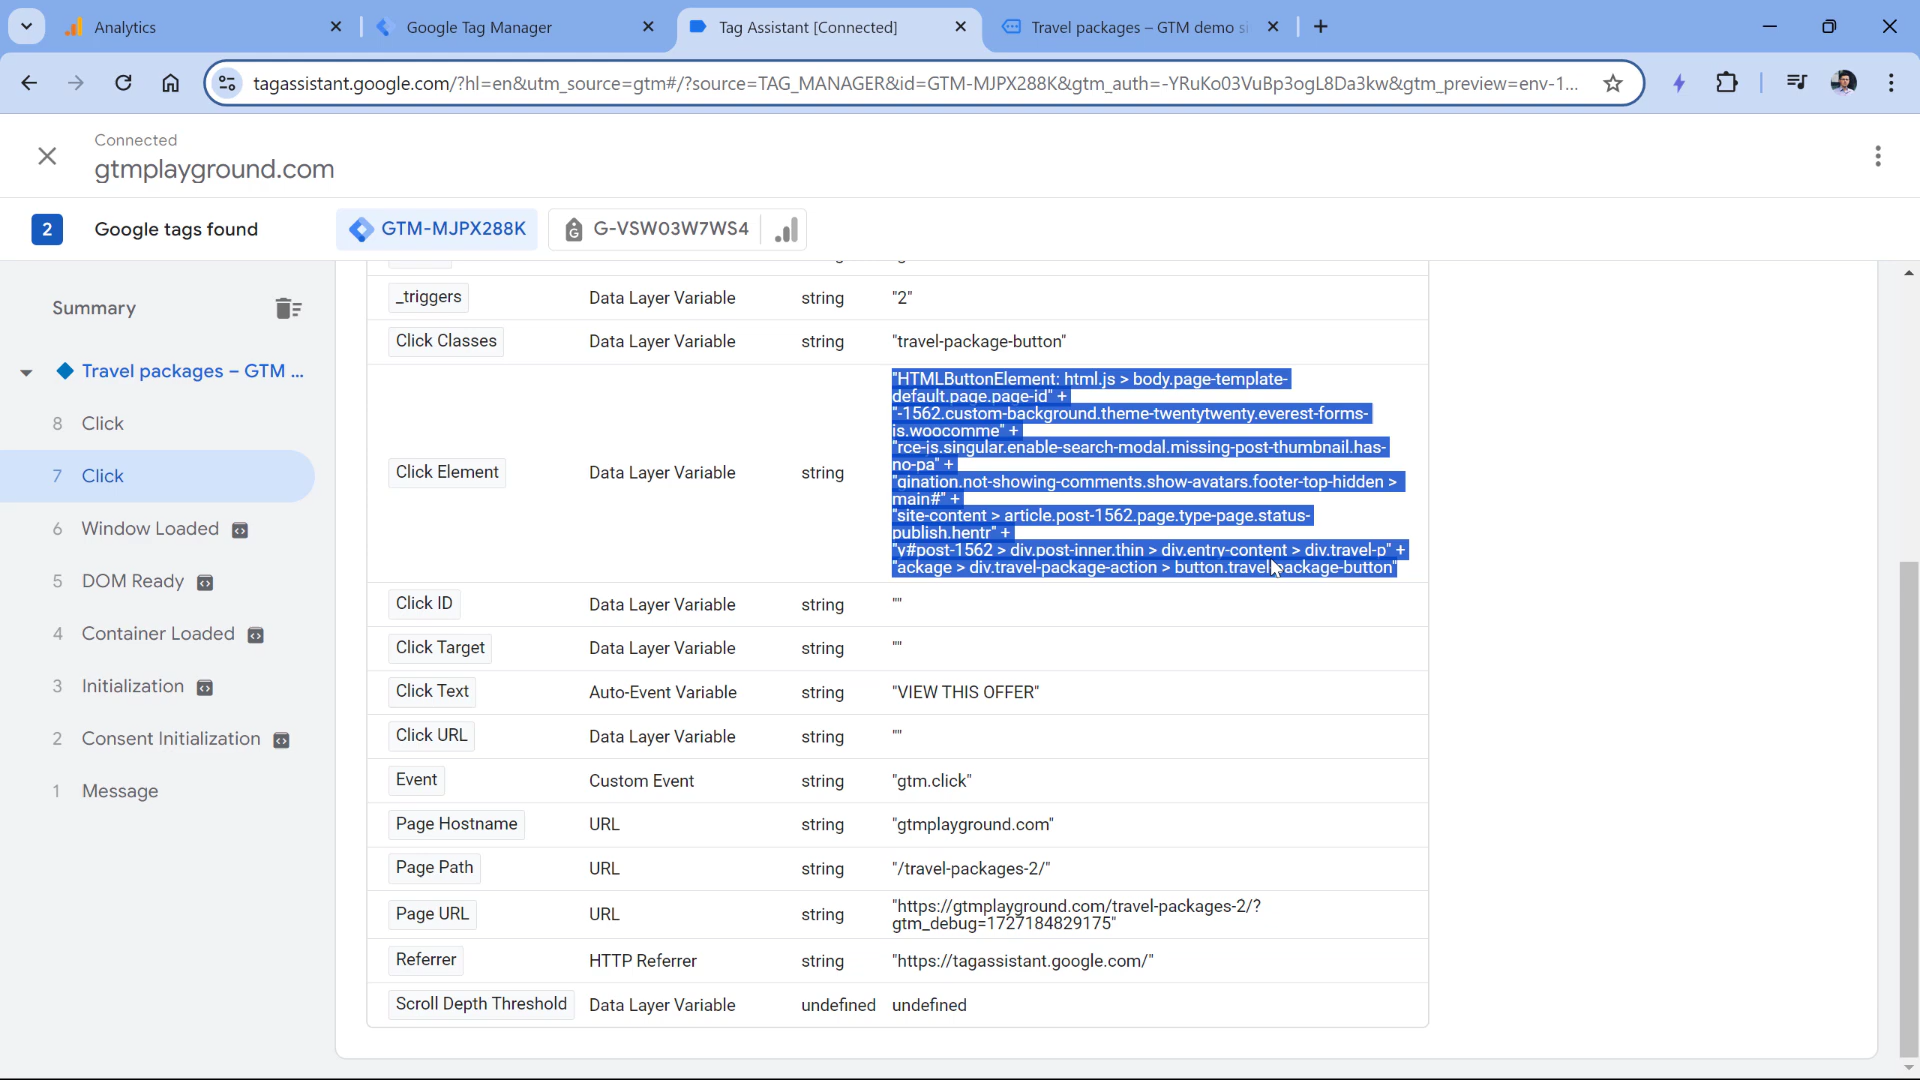 Analytics
Google Tag Manager
Tag Assistant [Connected]
Travel packages – GTM demo si
tagassistant.google.com/?hl=en&utm_source=gtm#/?source=TAG_MANAGER&id=GTM-MJPX288K&gtm_auth=-YRuKo03VuBp3ogL8Da3kw&gtm_preview=env-1...
Connected
gtmplayground.com
2 Google tags found
GTM-MJPX288K
G-VSW03W7WS4
Summary
Travel packages – GTM ...
8 Click
7 Click
6 Window Loaded
5 DOM Ready
4 Container Loaded
3 Initialization
2 Consent Initialization
1 Message
_triggers Data Layer Variable string "2"
Click Classes Data Layer Variable string "travel-package-button"
Click Element Data Layer Variable string
"HTMLButtonElement: html.js > body.page-template-
default.page.page-id" +
"-1562.custom-background.theme-twentytwenty.everest-forms-
js.woocomme" +
"rce-js.singular.enable-search-modal.missing-post-thumbnail.has-
no-pa" +
"gination.not-showing-comments.show-avatars.footer-top-hidden >
main#" +
"site-content > article.post-1562.page.type-page.status-
publish.hentr" +
"y#post-1562 > div.post-inner.thin > div.entry-content > div.travel-p" +
"ackage > div.travel-package-action > button.travel-package-button"
Click ID Data Layer Variable string ""
Click Target Data Layer Variable string ""
Click Text Auto-Event Variable string "VIEW THIS OFFER"
Click URL Data Layer Variable string ""
Event Custom Event string "gtm.click"
Page Hostname URL string "gtmplayground.com"
Page Path URL string "/travel-packages-2/"
Page URL URL string "https://gtmplayground.com/travel-packages-2/?
gtm_debug=1727184829175"
Referrer HTTP Referrer string "https://tagassistant.google.com/"
Scroll Depth Threshold Data Layer Variable undefined undefined